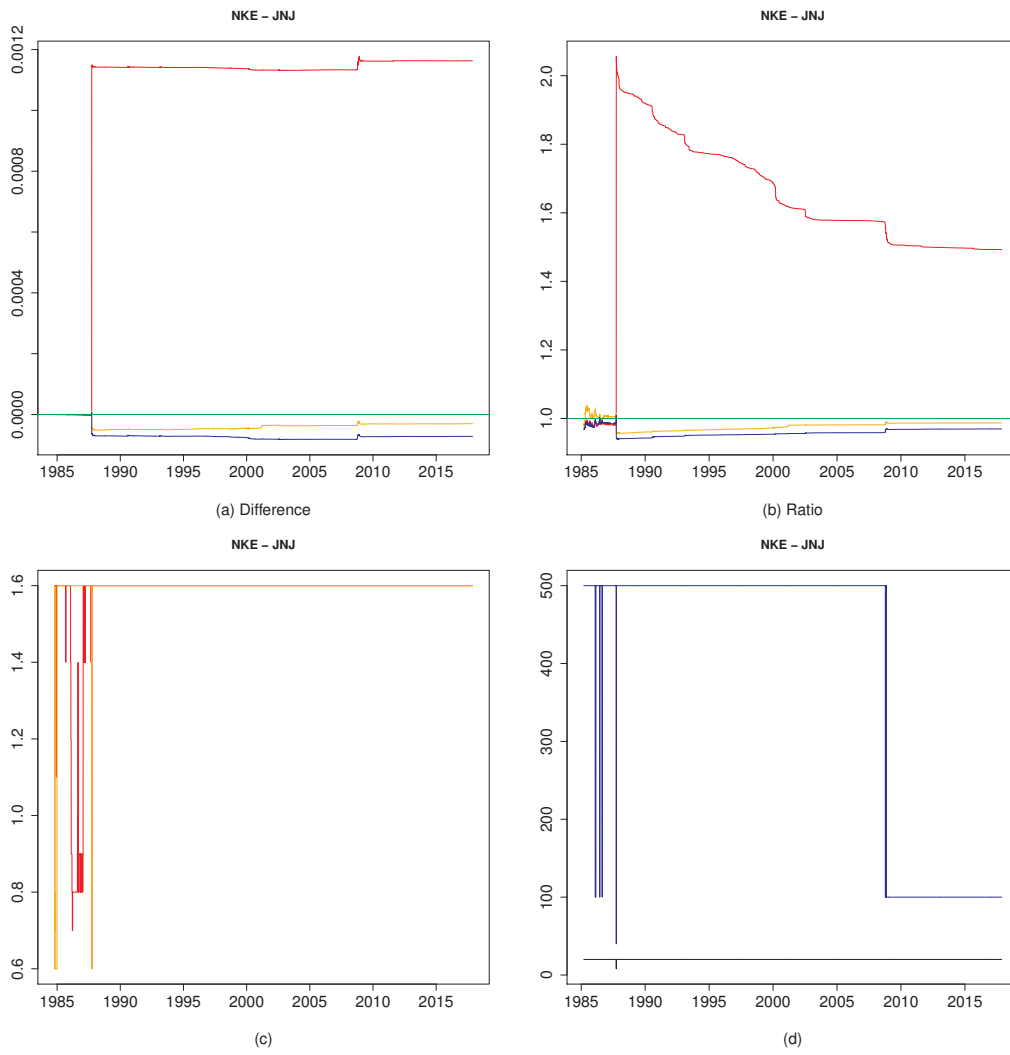 NKE – JNJ
0.00012
0.0008
0.0004
0.0000
1985 1990 1995 2000 2005 2010 2015
(a) Difference
NKE – JNJ
2.0
1.8
1.6
1.4
1.2
1.0
1985 1990 1995 2000 2005 2010 2015
(b) Ratio
NKE – JNJ
1.6
1.4
1.2
1.0
0.8
0.6
1985 1990 1995 2000 2005 2010 2015
(c)
NKE – JNJ
500
400
300
200
100
0
1985 1990 1995 2000 2005 2010 2015
(d)